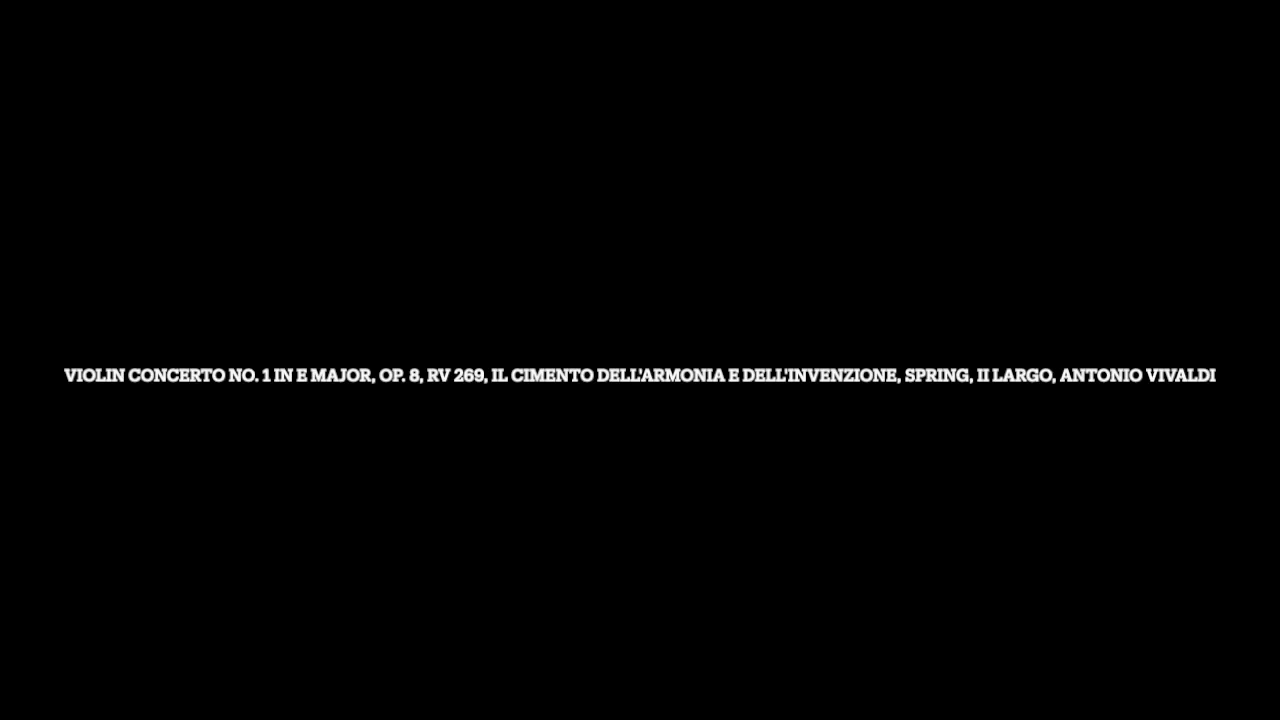 VIOLIN CONCERTO NO. 1 IN E MAJOR, OP. 8, RV 269, IL CIMENTO DELL'ARMONIA E DELL'INVENZIONE, SPRING, II LARGO, ANTONIO VIVALDI